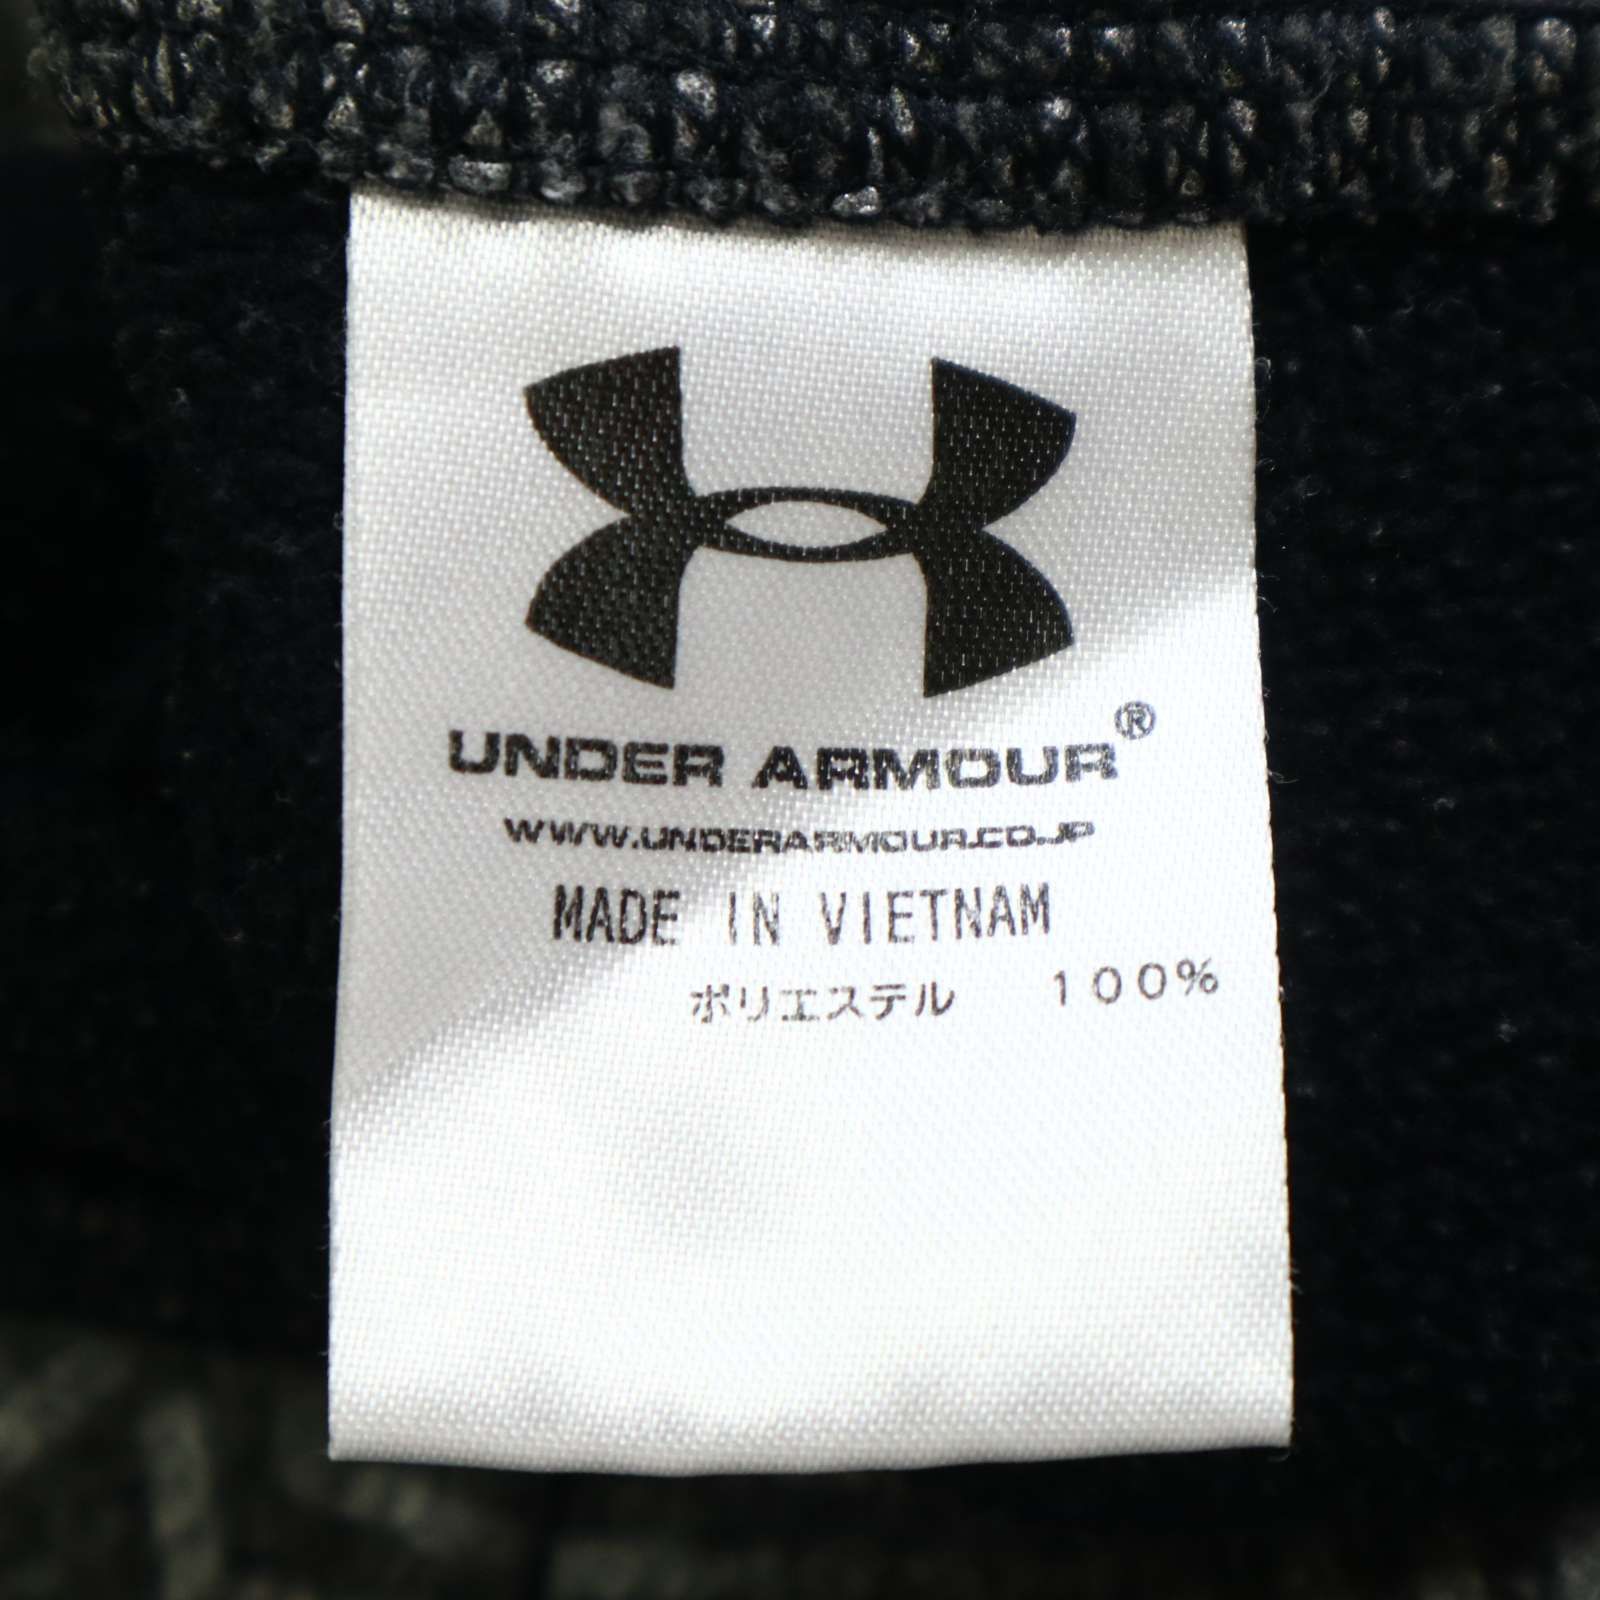 UNDER ARMOUR®
WWW.UNDERARMOUR.CO.JP
MADE IN VIETNAM
ポリエステル 100%